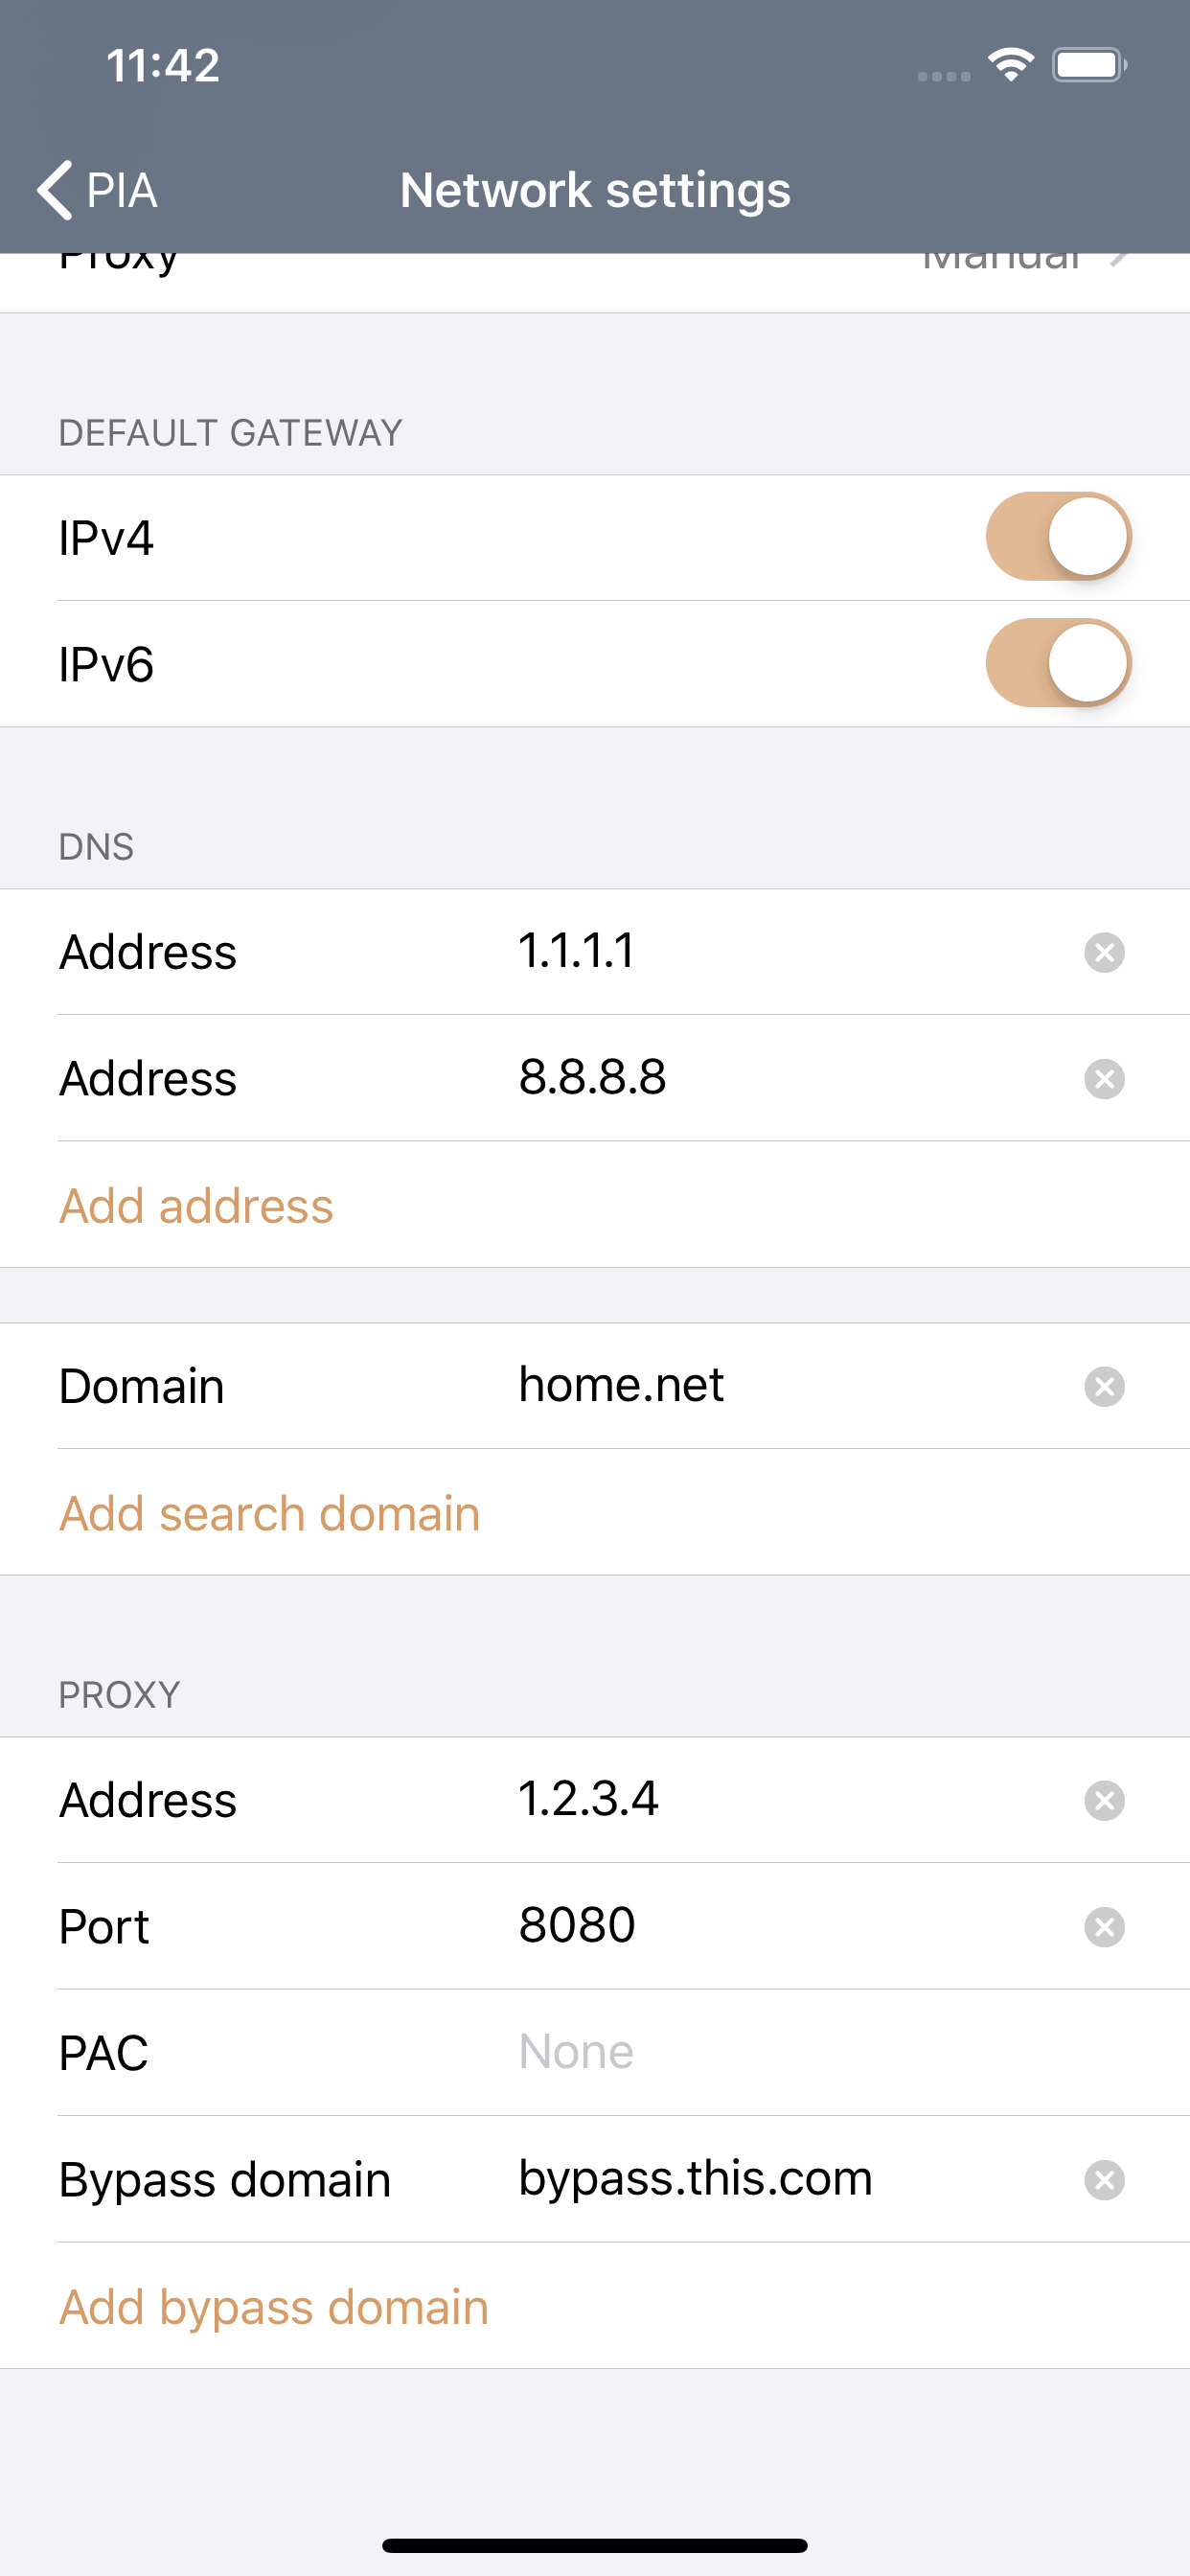 11:42
PIA Network settings
Proxy Manual
DEFAULT GATEWAY
IPv4
IPv6
DNS
Address 1.1.1.1
Address 8.8.8.8
Add address
Domain home.net
Add search domain
PROXY
Address 1.2.3.4
Port 8080
PAC None
Bypass domain bypass.this.com
Add bypass domain